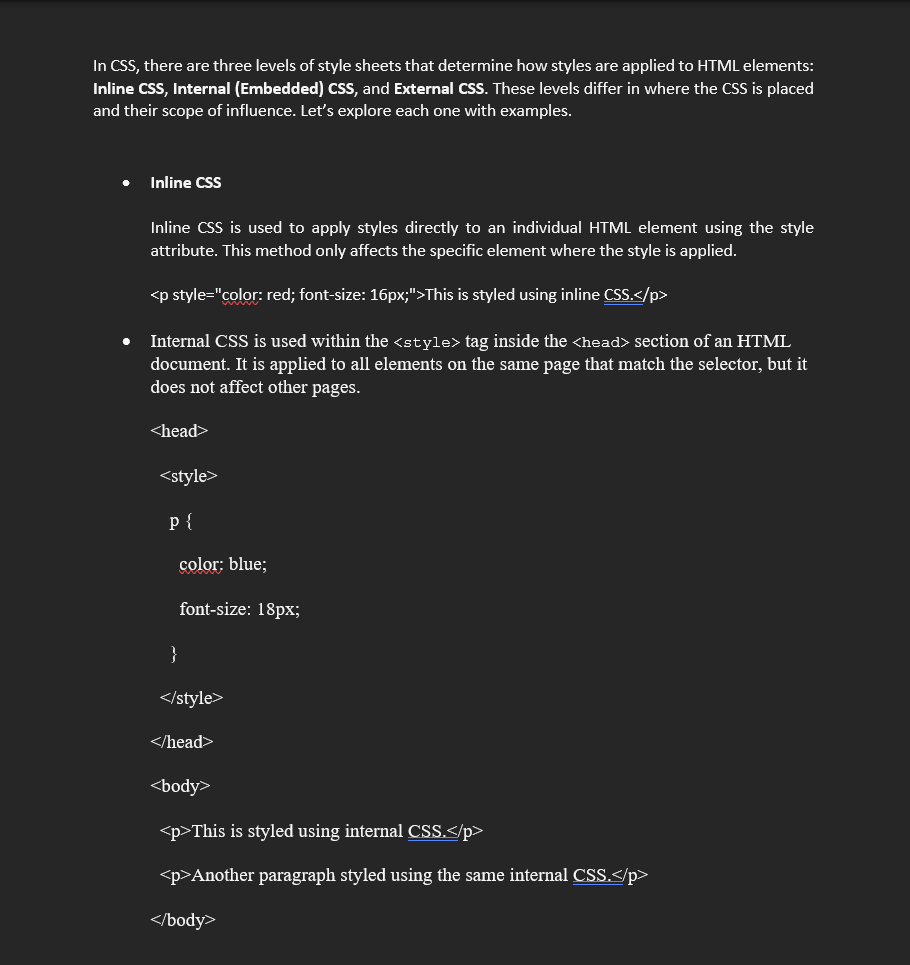 In CSS, there are three levels of style sheets that determine how styles are applied to HTML elements:
Inline CSS, Internal (Embedded) CSS, and External CSS. These levels differ in where the CSS is placed
and their scope of influence. Let’s explore each one with examples.
• Inline CSS
Inline CSS is used to apply styles directly to an individual HTML element using the style
attribute. This method only affects the specific element where the style is applied.
<p style="color: red; font-size: 16px;">This is styled using inline CSS.</p>
• Internal CSS is used within the <style> tag inside the <head> section of an HTML
document. It is applied to all elements on the same page that match the selector, but it
does not affect other pages.
<head>
<style>
p {
color: blue;
font-size: 18px;
}
</style>
</head>
<body>
<p>This is styled using internal CSS.</p>
<p>Another paragraph styled using the same internal CSS.</p>
</body>